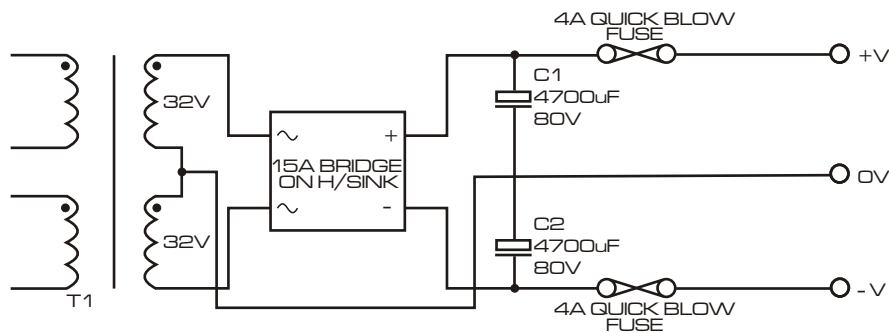 4A QUICK BLOW
FUSE
+V
C1
4700uF
80V
32V
+
15A BRIDGE
ON H/SINK
-
0V
32V
C2
4700uF
80V
T1
-V
4A QUICK BLOW
FUSE